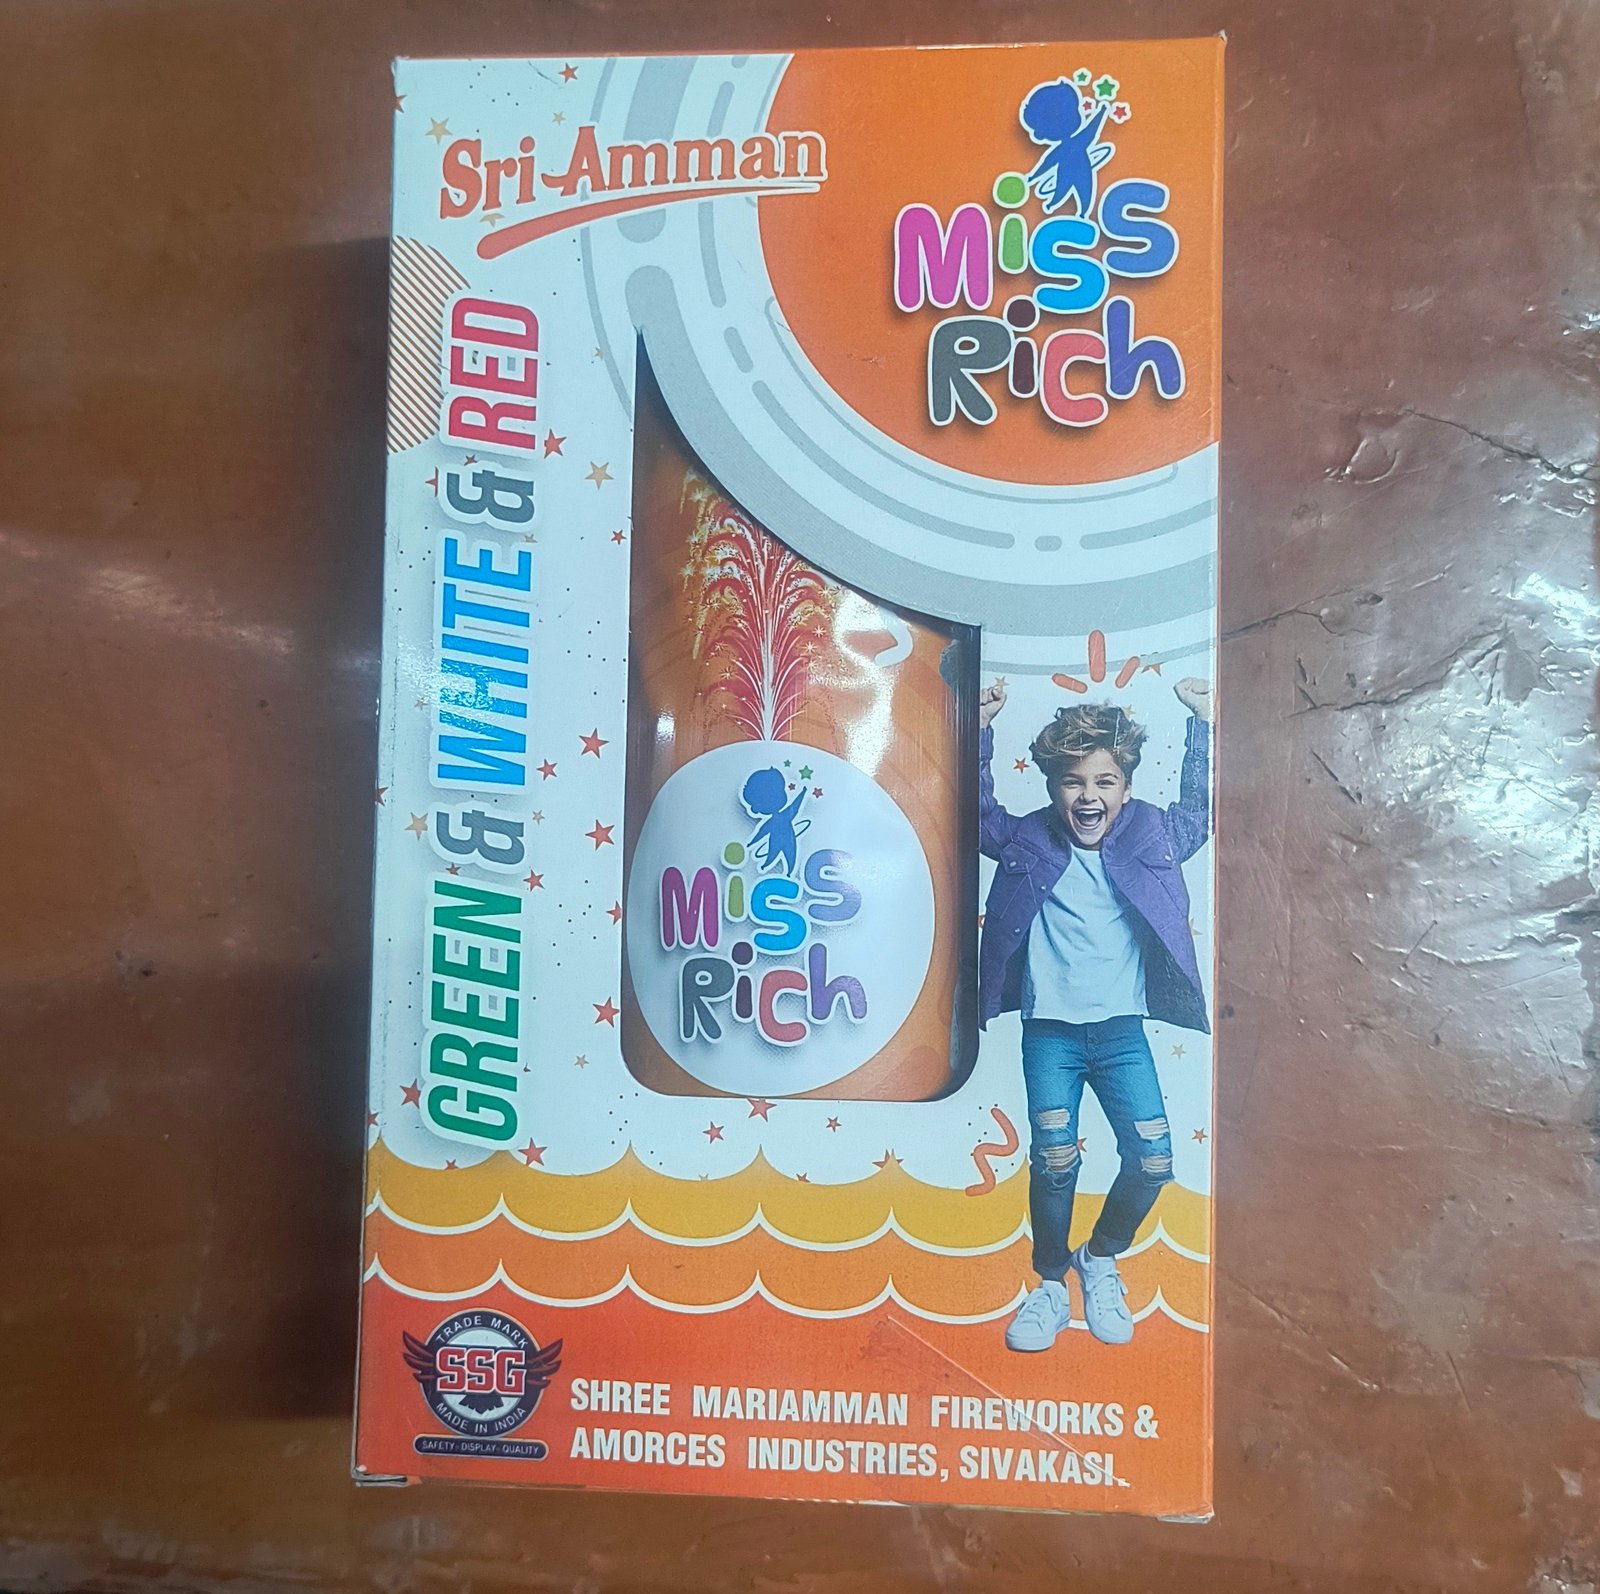 Sri-Amman
Miss
Rich
GREEN & WHITE & RED
Miss
Rich
TRADE MARK
SSG
MADE IN INDIA
SAFETY - DISPLAY - QUALITY
SHREE MARIAMMAN FIREWORKS &
AMORCES INDUSTRIES, SIVAKASI.